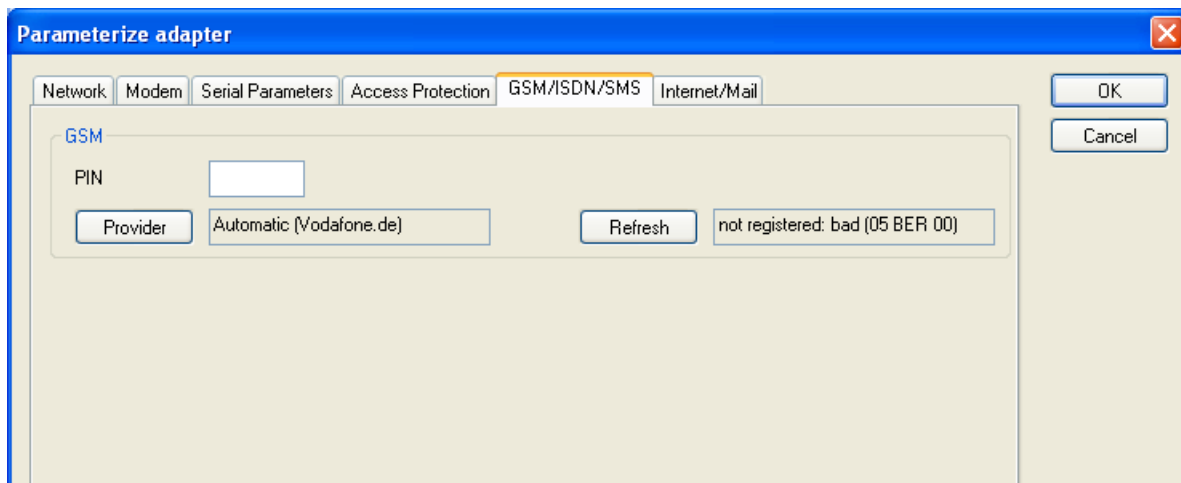 Parameterize adapter
Network Modem Serial Parameters Access Protection GSM/ISDN/SMS Internet/Mail
OK
Cancel
GSM
PIN
Provider Automatic (Vodafone.de) Refresh not registered: bad (05 BER 00)